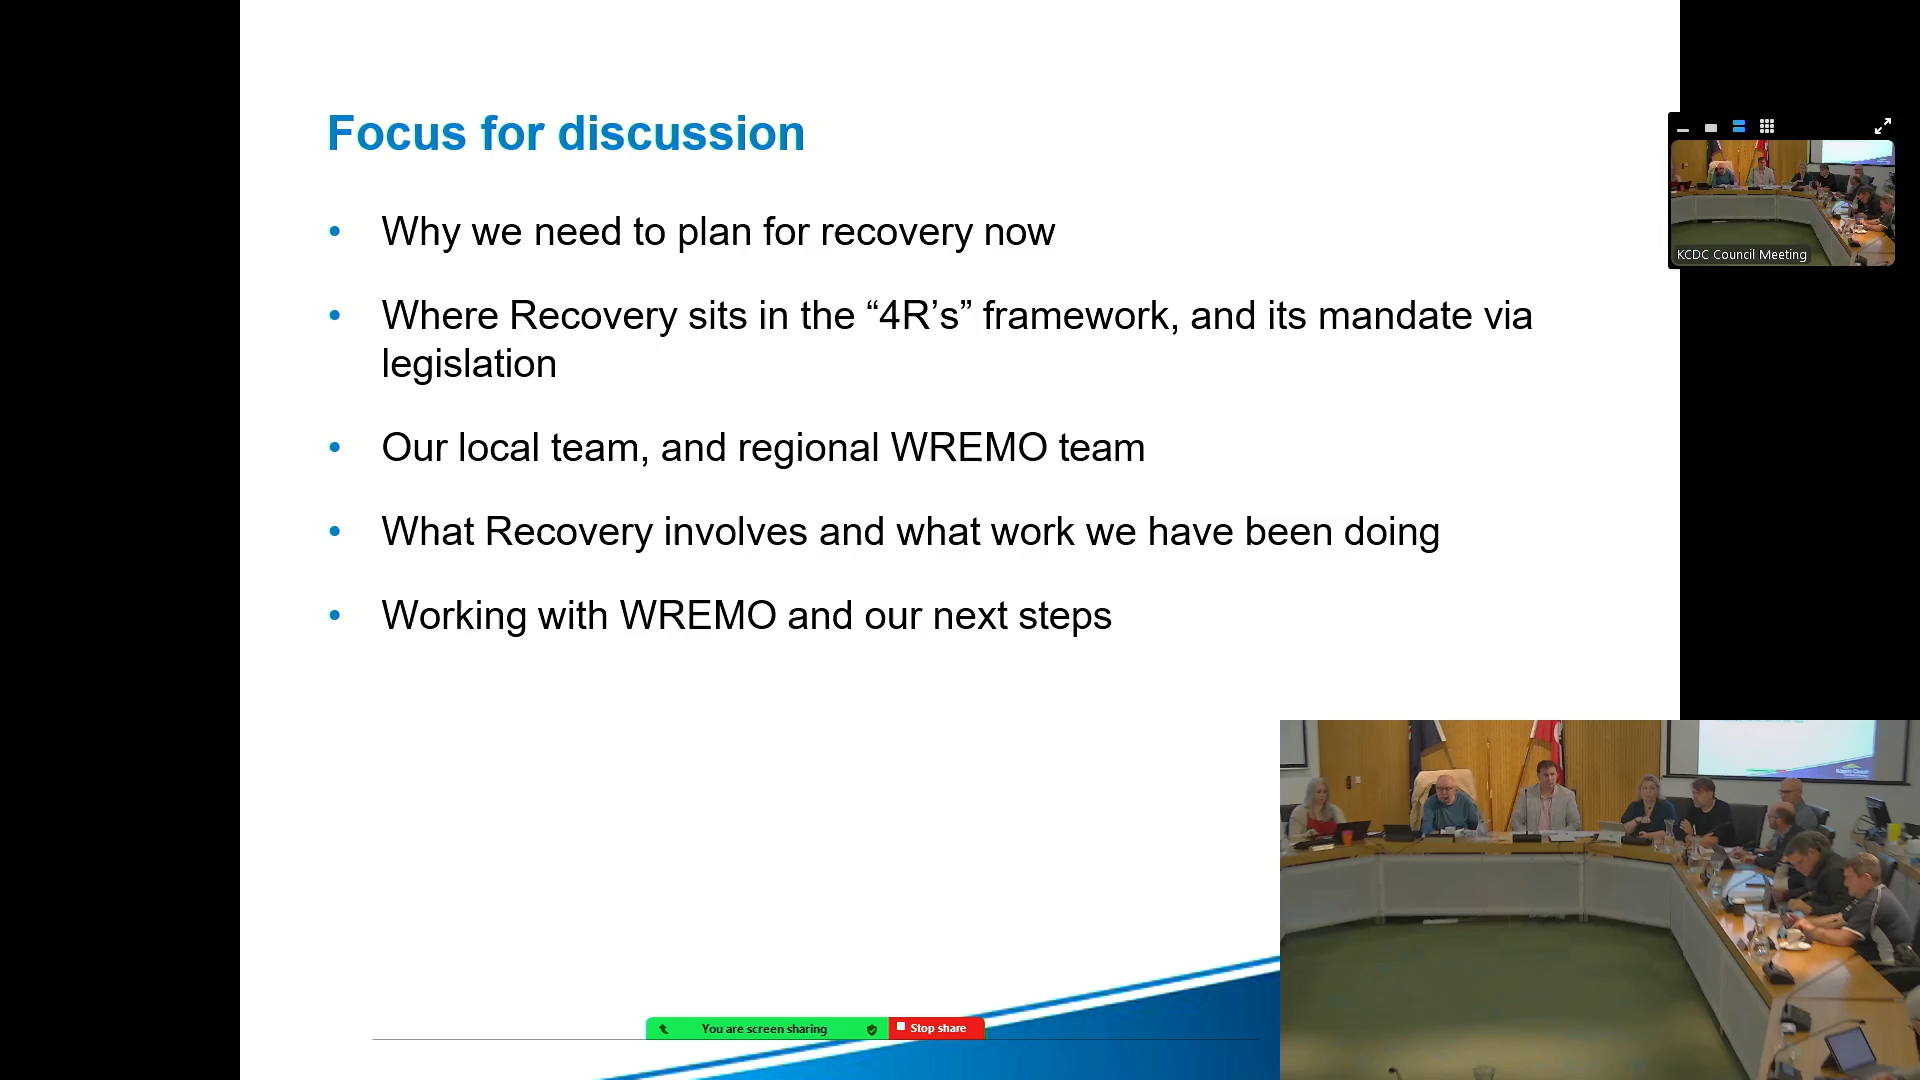 Focus for discussion
• Why we need to plan for recovery now
• Where Recovery sits in the “4R’s” framework, and its mandate via
legislation
• Our local team, and regional WREMO team
• What Recovery involves and what work we have been doing
• Working with WREMO and our next steps
KCDC Council Meeting
You are screen sharing
Stop share